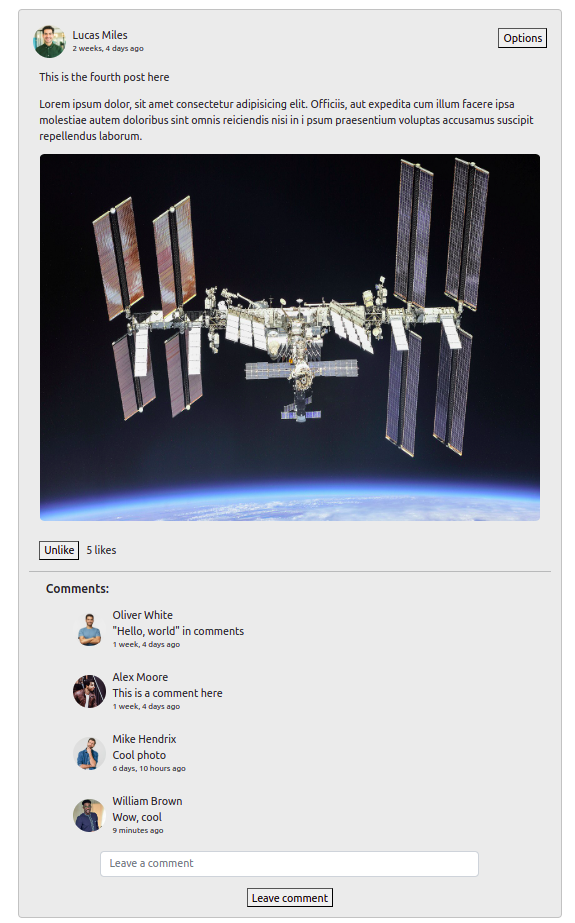 Lucas Miles
2 weeks, 4 days ago
Options
This is the fourth post here
Lorem ipsum dolor, sit amet consectetur adipisicing elit. Officiis, aut expedita cum illum facere ipsa
molestiae autem doloribus sint omnis reiciendis nisi in i psum praesentium voluptas accusamus suscipit
repellendus laborum.
Unlike
5 likes
Comments:
Oliver White
"Hello, world" in comments
1 week, 4 days ago
Alex Moore
This is a comment here
1 week, 4 days ago
Mike Hendrix
Cool photo
6 days, 10 hours ago
William Brown
Wow, cool
9 minutes ago
Leave a comment
Leave comment